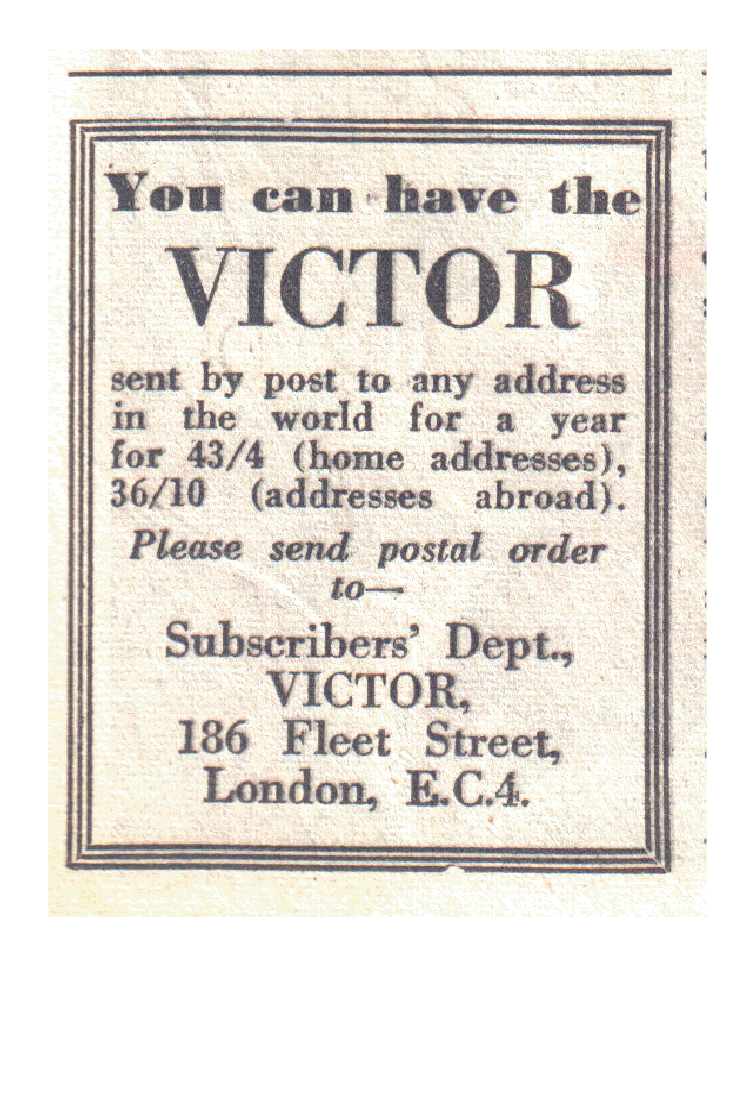 You can have the
VICTOR
sent by post to any address
in the world for a year
for 43/4 (home addresses),
36/10 (addresses abroad).
Please send postal order
to—
Subscribers' Dept.,
VICTOR,
186 Fleet Street,
London, E.C.4.